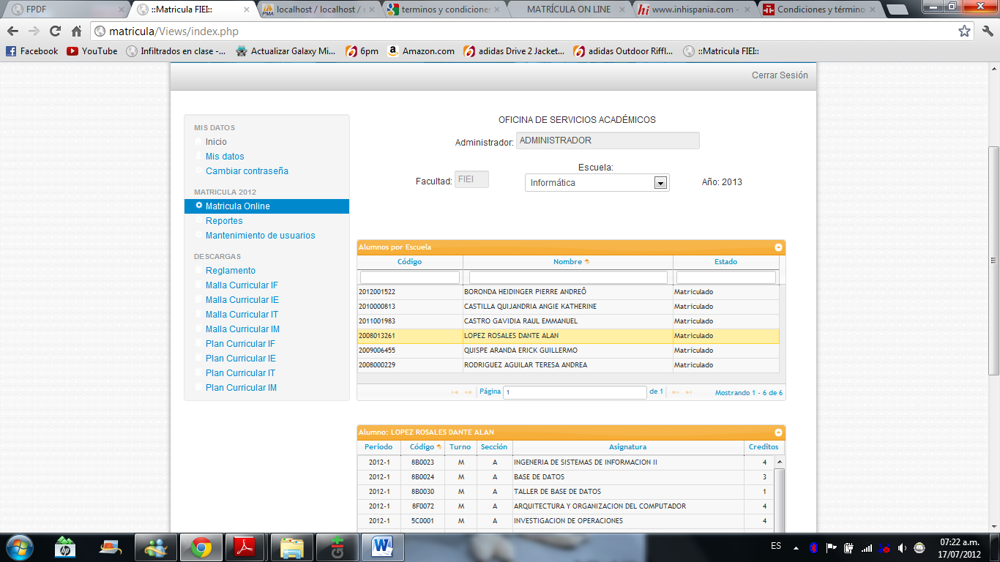 FPDF
::Matricula FIEI::
localhost / localhost /
terminos y condicione
MATRÍCULA ON LINE
www.inhispania.com -
Condiciones y término
matricula/Views/index.php
Facebook YouTube Infiltrados en clase -... Actualizar Galaxy Mi... 6pm Amazon.com adidas Drive 2 Jacket... adidas Outdoor Riffl... ::Matricula FIEI::
Cerrar Sesión
MIS DATOS
Inicio
Mis datos
Cambiar contraseña
MATRICULA 2012
Matricula Online
Reportes
Mantenimiento de usuarios
DESCARGAS
Reglamento
Malla Curricular IF
Malla Curricular IE
Malla Curricular IT
Malla Curricular IM
Plan Curricular IF
Plan Curricular IE
Plan Curricular IT
Plan Curricular IM
OFICINA DE SERVICIOS ACADÉMICOS
Administrador: ADMINISTRADOR
Escuela:
Facultad: FIEI Informática Año: 2013
Alumnos por Escuela
Código Nombre Estado
2012001522 BORONDA HEIDINGER PIERRE ANDREÔ Matriculado
2010000813 CASTILLA QUIJANDRIA ANGIE KATHERINE Matriculado
2011001983 CASTRO GAVIDIA RAUL EMMANUEL Matriculado
2008013261 LOPEZ ROSALES DANTE ALAN Matriculado
2009006455 QUISPE ARANDA ERICK GUILLERMO Matriculado
2008000229 RODRIGUEZ AGUILAR TERESA ANDREA Matriculado
Página 1 de 1 Mostrando 1 - 6 de 6
Alumno: LOPEZ ROSALES DANTE ALAN
Periodo Código Turno Sección Asignatura Creditos
2012-1 8B0023 M A INGENERIA DE SISTEMAS DE INFORMACION II 4
2012-1 8B0024 M A BASE DE DATOS 3
2012-1 8B0030 M A TALLER DE BASE DE DATOS 1
2012-1 8F0072 M A ARQUITECTURA Y ORGANIZACION DEL COMPUTADOR 4
2012-1 5C0001 M A INVESTIGACION DE OPERACIONES 4
ES
07:22 a.m.
17/07/2012